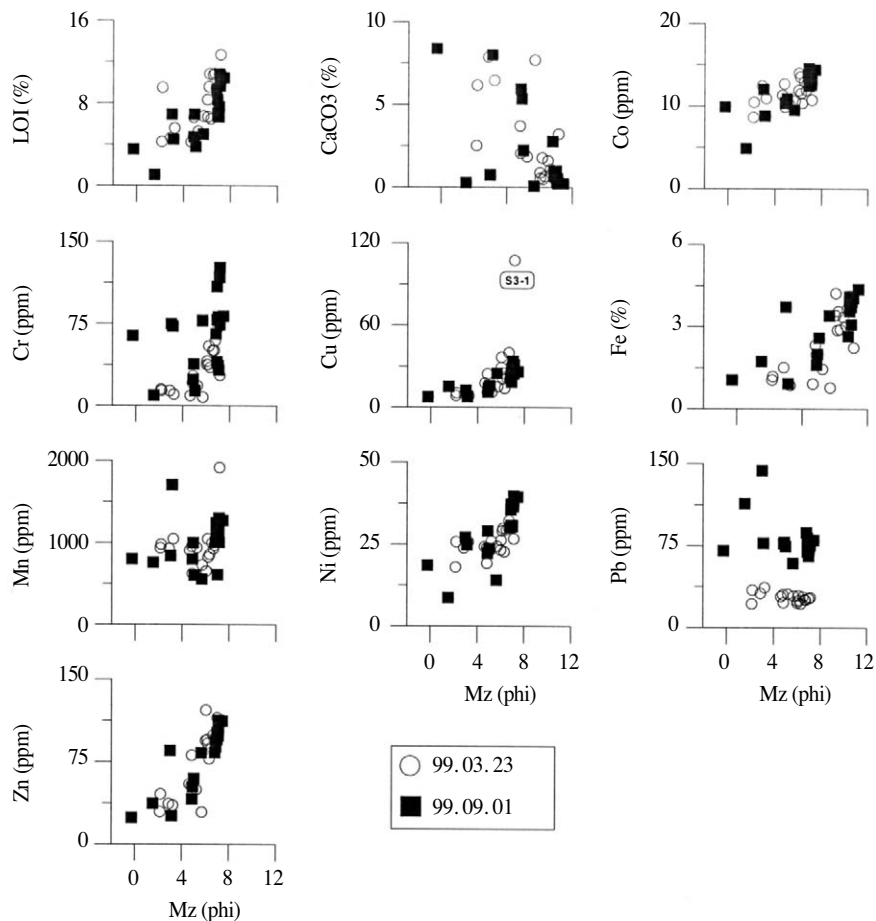 16
8
0
LOI (%)
10
5
0
CaCO3 (%)
20
10
0
Co (ppm)
150
75
0
Cr (ppm)
120
60
0
Cu (ppm)
S3-1
6
3
0
Fe (%)
2000
1000
0
Mn (ppm)
50
25
0
Ni (ppm)
0 4 8 12
Mz (phi)
150
75
0
Pb (ppm)
0 4 8 12
Mz (phi)
150
75
0
Zn (ppm)
0 4 8 12
Mz (phi)
99.03.23
99.09.01